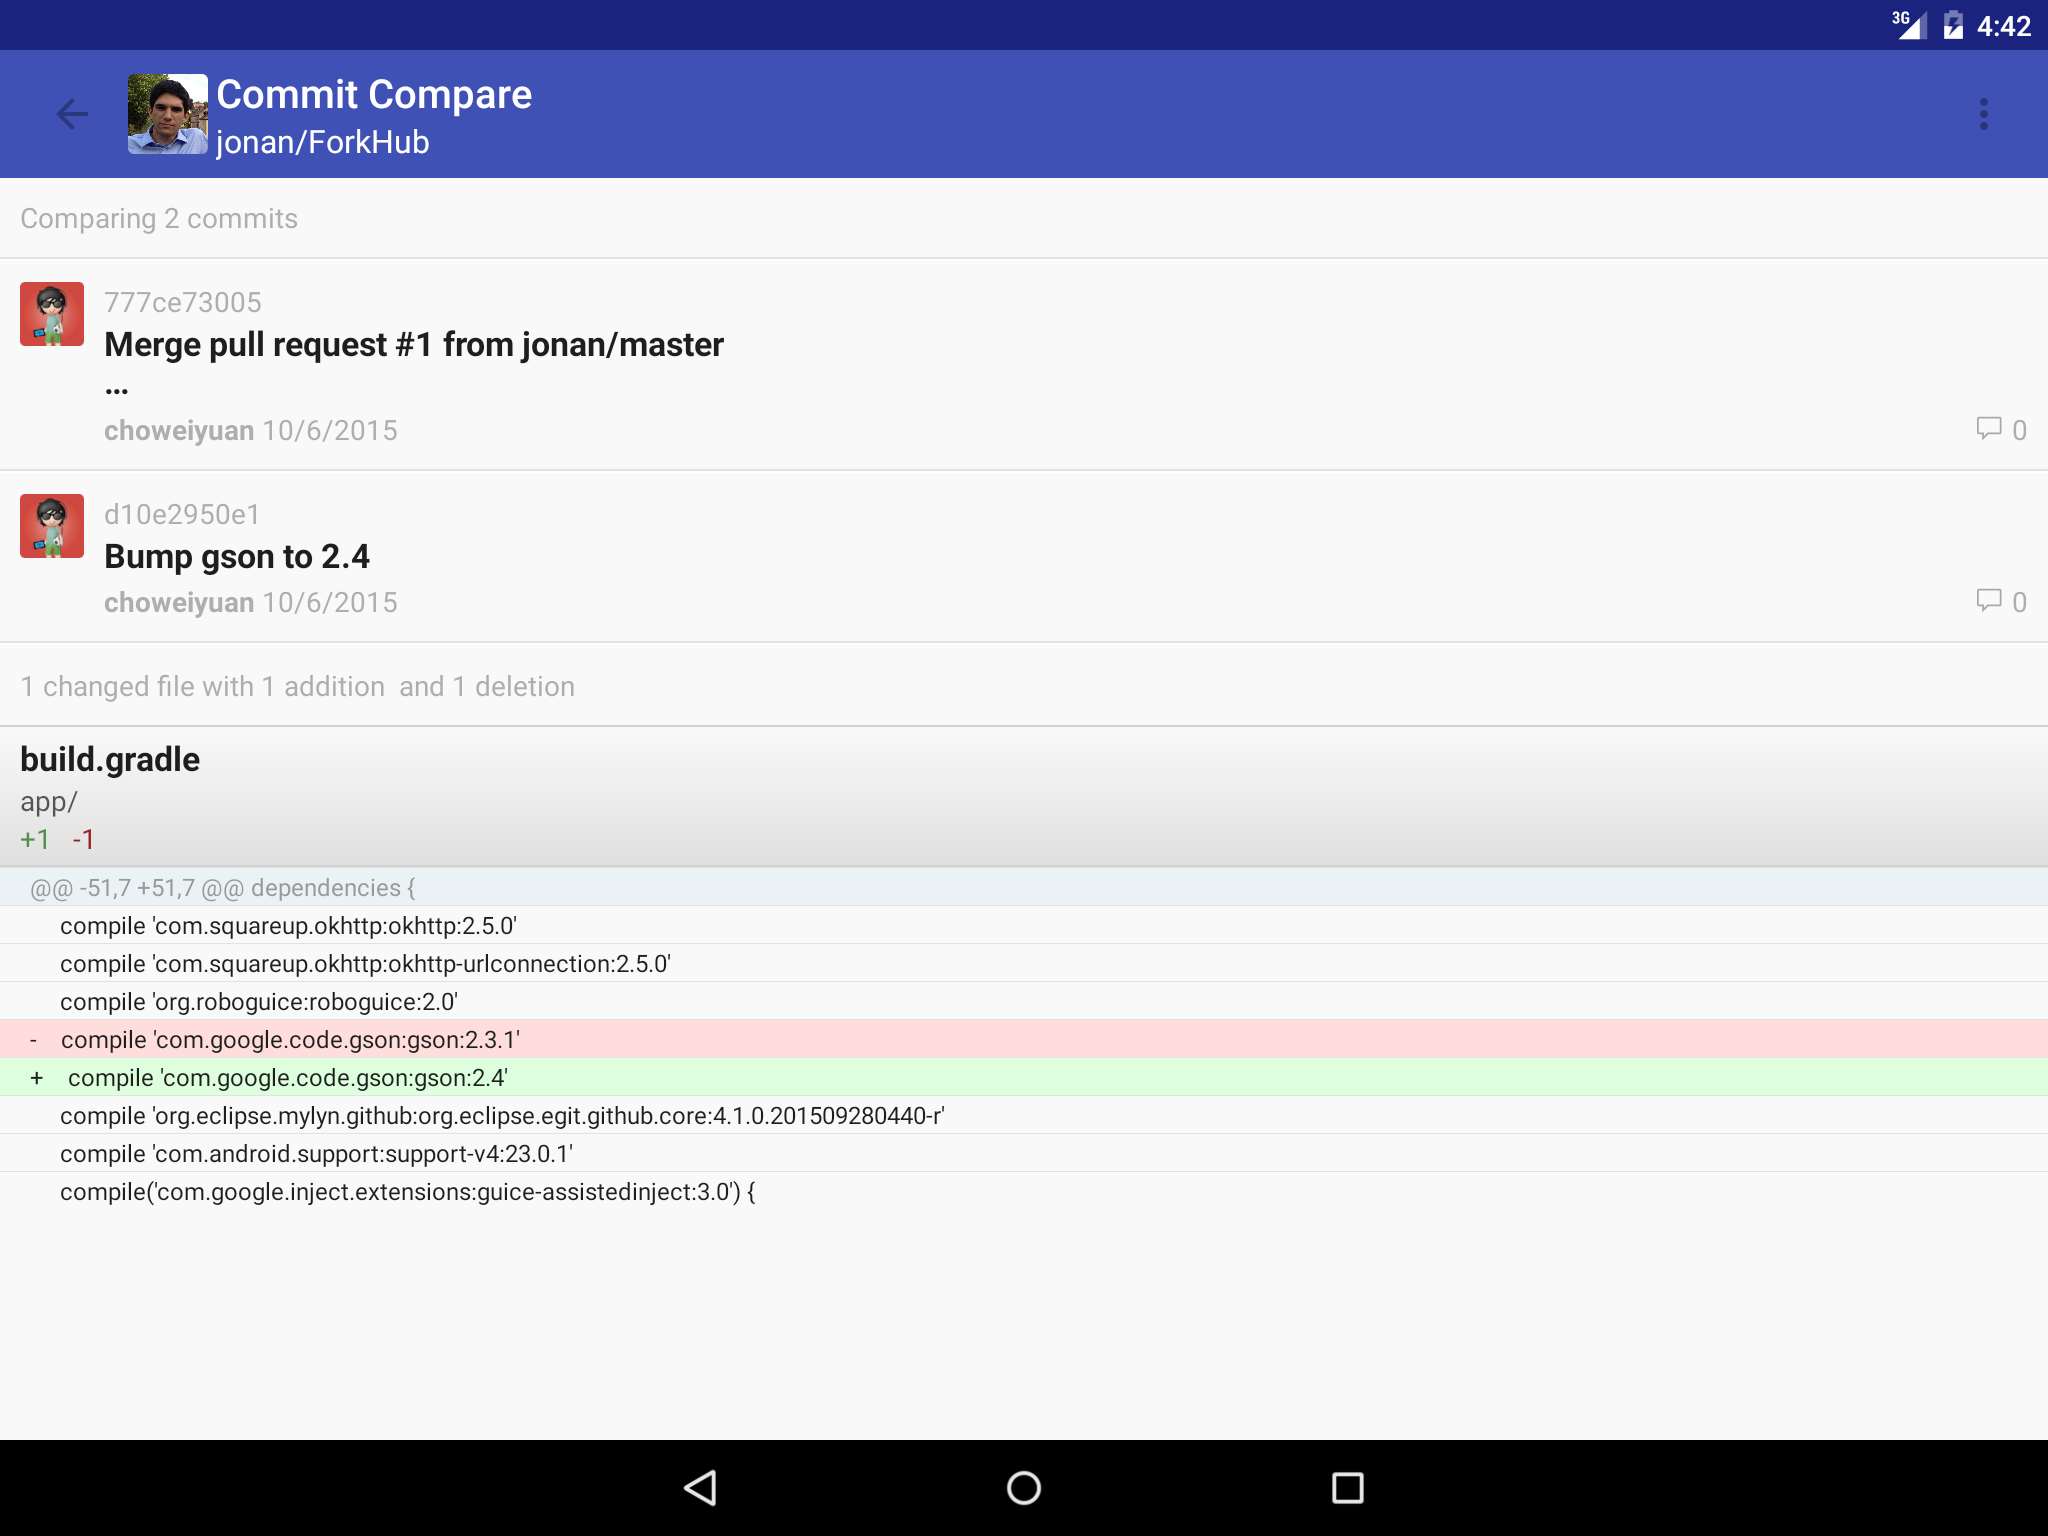 3G 4:42
Commit Compare
jonan/ForkHub
Comparing 2 commits
777ce73005
Merge pull request #1 from jonan/master
...
choweiyuan 10/6/2015 0
d10e2950e1
Bump gson to 2.4
choweiyuan 10/6/2015 0
1 changed file with 1 addition  and 1 deletion
build.gradle
app/
+1 -1
@@ -51,7 +51,7 @@ dependencies {
compile 'com.squareup.okhttp:okhttp:2.5.0'
compile 'com.squareup.okhttp:okhttp-urlconnection:2.5.0'
compile 'org.roboguice:roboguice:2.0'
- compile 'com.google.code.gson:gson:2.3.1'
+ compile 'com.google.code.gson:gson:2.4'
compile 'org.eclipse.mylyn.github:org.eclipse.egit.github.core:4.1.0.201509280440-r'
compile 'com.android.support:support-v4:23.0.1'
compile('com.google.inject.extensions:guice-assistedinject:3.0') {